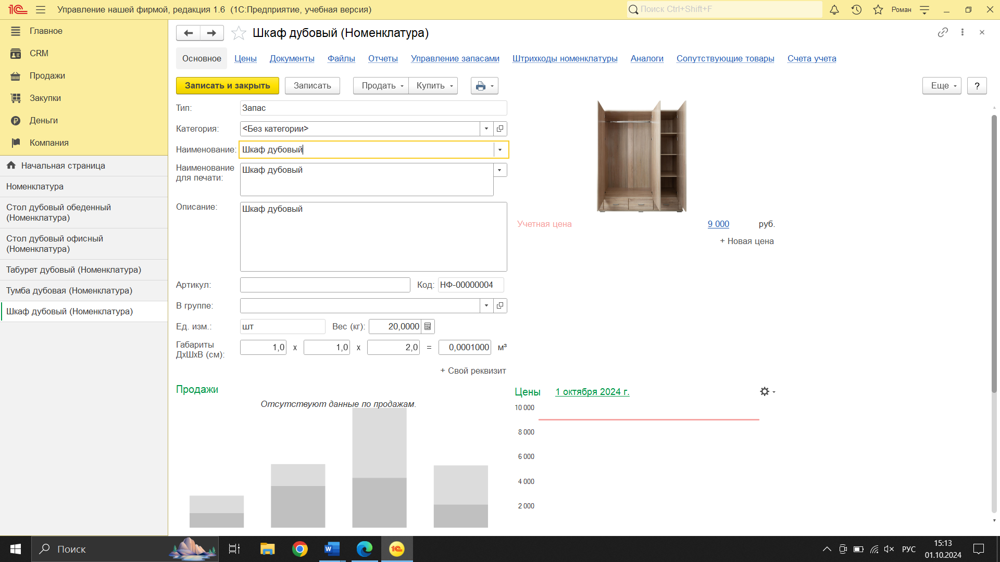 Управление нашей фирмой, редакция 1.6 (1С:Предприятие, учебная версия)
Поиск Ctrl+Shift+F
Роман
Главное
CRM
Продажи
Закупки
Деньги
Компания
Начальная страница
Номенклатура
Стол дубовый обеденный
(Номенклатура)
Стол дубовый офисный
(Номенклатура)
Табурет дубовый (Номенклатура)
Тумба дубовая (Номенклатура)
Шкаф дубовый (Номенклатура)
Шкаф дубовый (Номенклатура)
Основное Цены Документы Файлы Отчеты Управление запасами Штрихкоды номенклатуры Аналоги Сопутствующие товары Счета учета
Записать и закрыть Записать Продать Купить Еще ?
Тип: Запас
Категория: <Без категории>
Наименование: Шкаф дубовый
Наименование
для печати:
Шкаф дубовый
Описание: Шкаф дубовый
Артикул: Код: НФ-00000004
В группе:
Ед. изм.: шт Вес (кг): 20,0000
Габариты
ДхШхВ (см):
1,0 x 1,0 x 2,0 = 0,0001000 м³
+ Свой реквизит
Учетная цена 9 000 руб.
+ Новая цена
Продажи
Отсутствуют данные по продажам.
Цены 1 октября 2024 г.
10 000
8 000
6 000
4 000
2 000
Поиск
РУС
15:13
01.10.2024